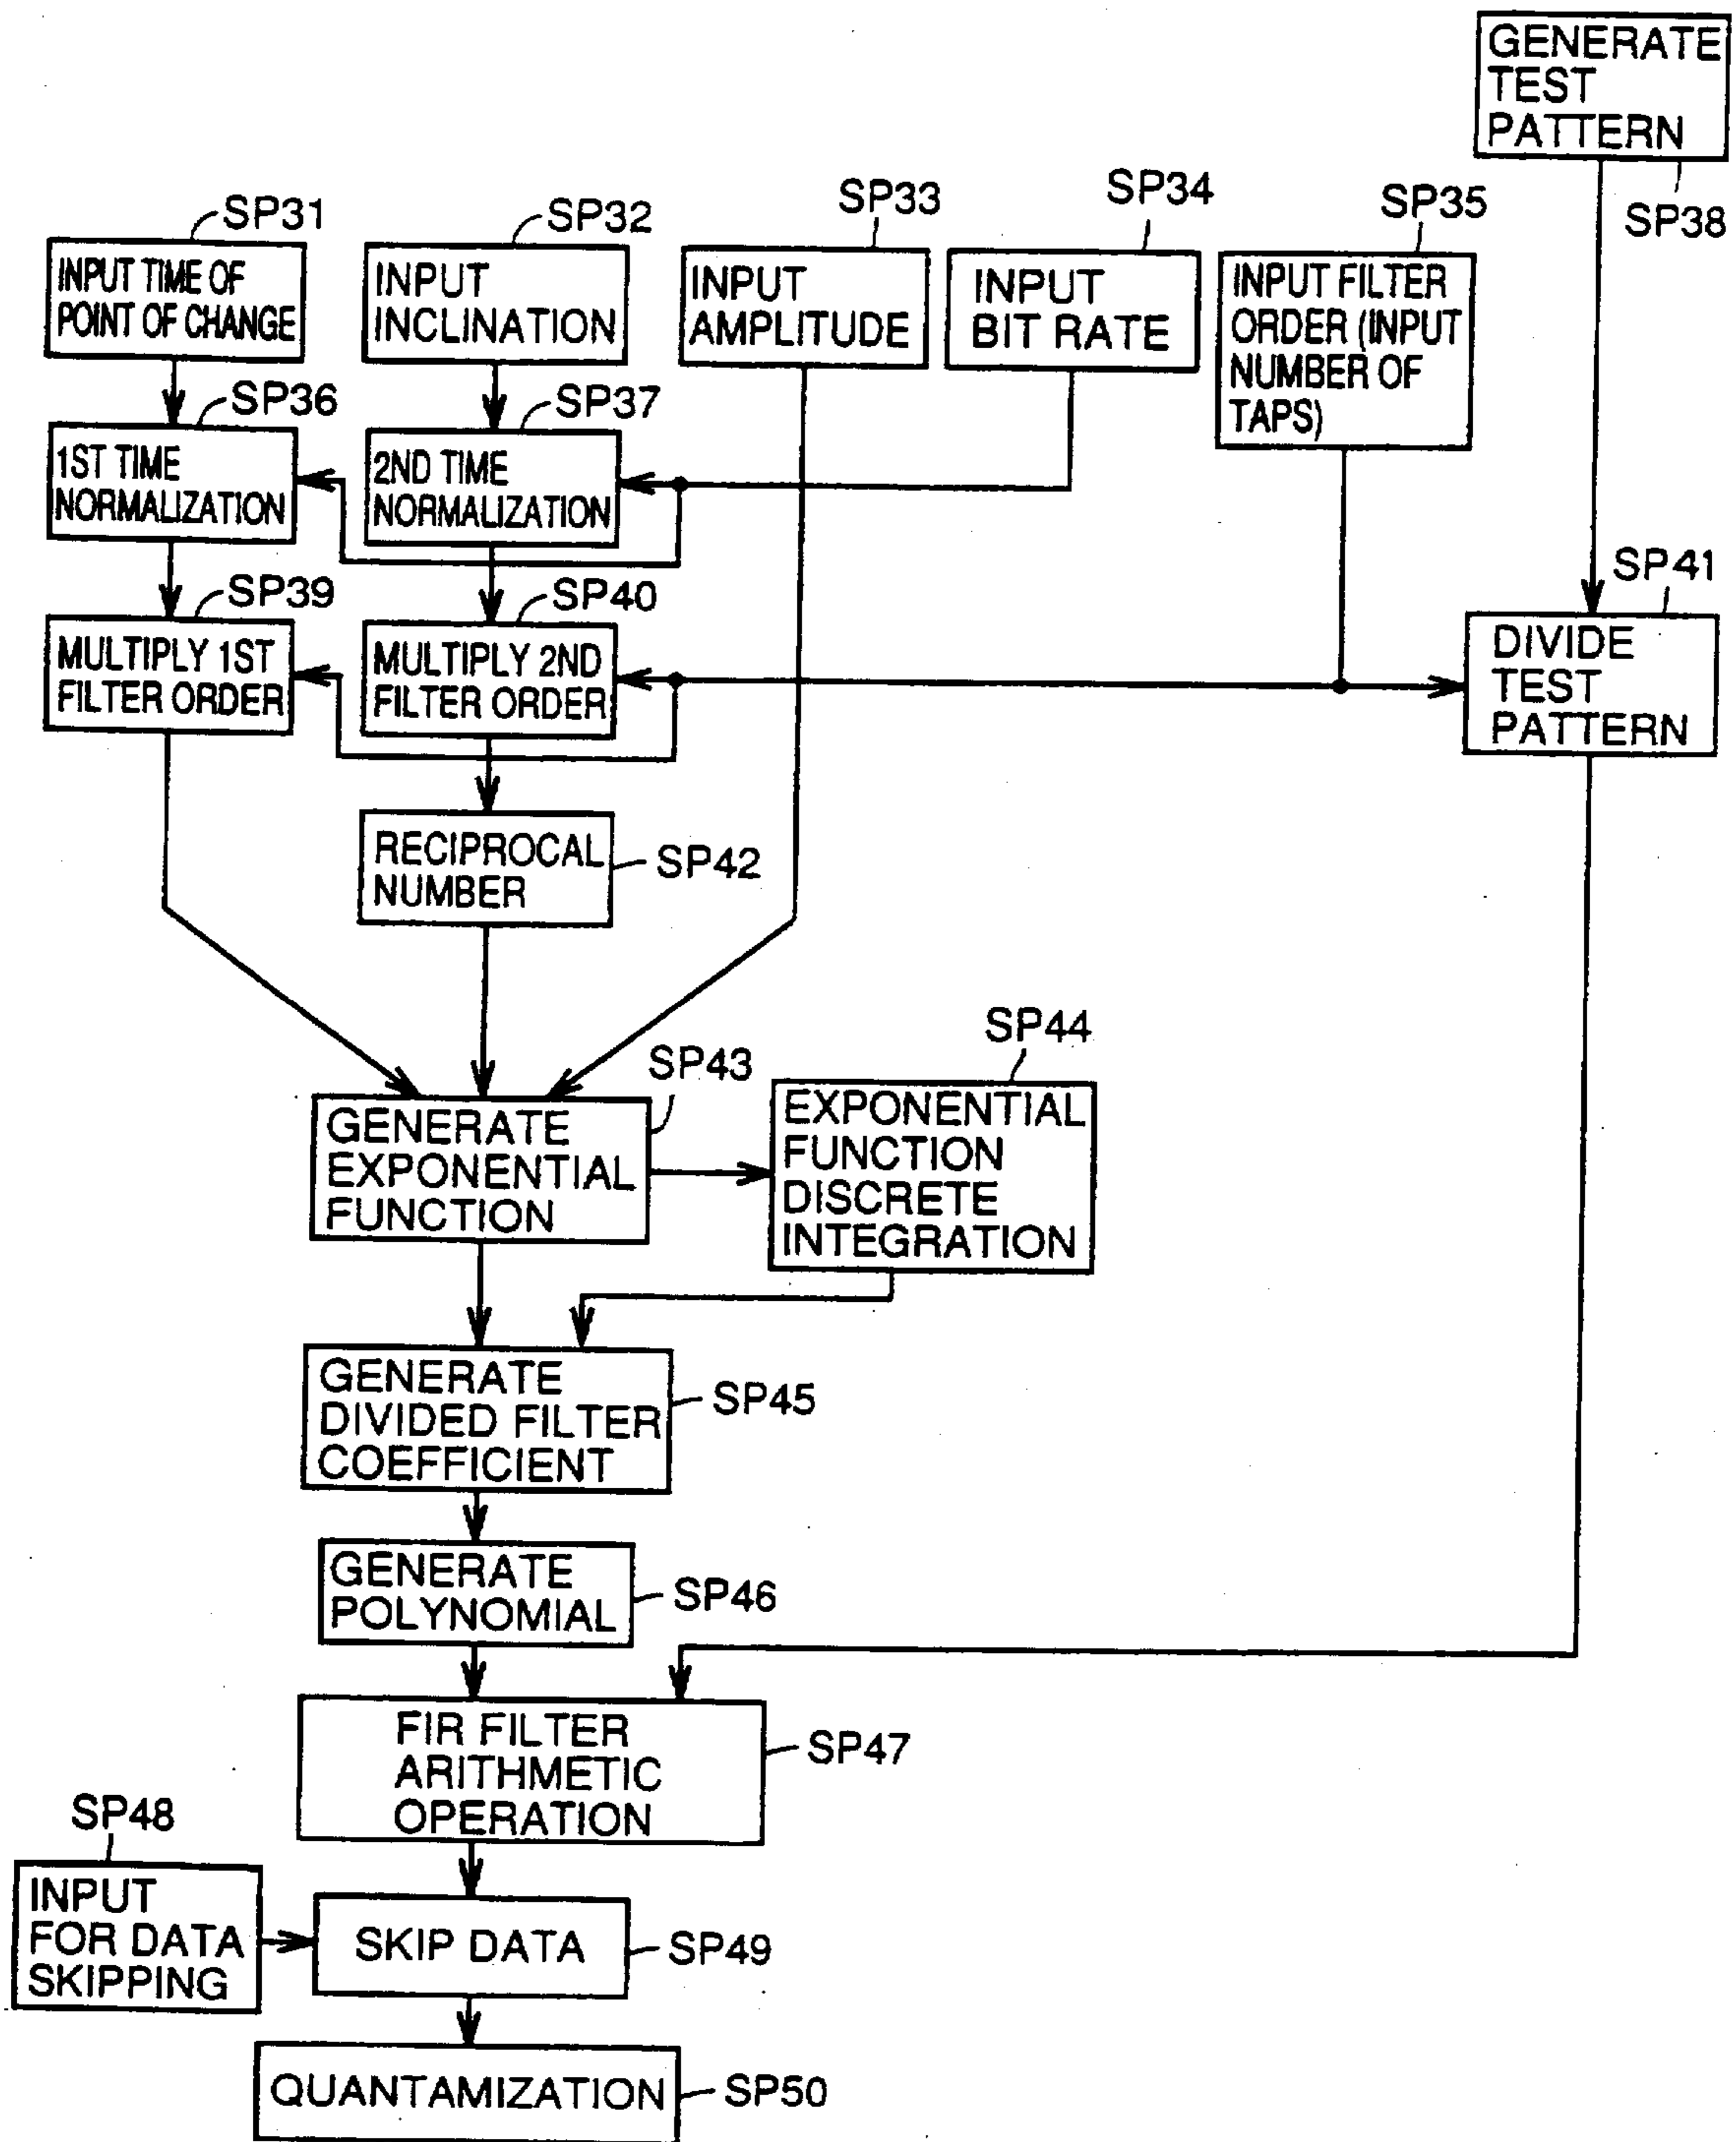 GENERATE
TEST
PATTERN
SP38
SP31
SP32
SP33
SP34
SP35
INPUT TIME OF
POINT OF CHANGE
INPUT
INCLINATION
INPUT
AMPLITUDE
INPUT
BIT RATE
INPUT FILTER
ORDER (INPUT
NUMBER OF
TAPS)
SP36
SP37
1ST TIME
NORMALIZATION
2ND TIME
NORMALIZATION
SP39
SP40
SP41
MULTIPLY 1ST
FILTER ORDER
MULTIPLY 2ND
FILTER ORDER
DIVIDE
TEST
PATTERN
RECIPROCAL
NUMBER
SP42
SP43
SP44
GENERATE
EXPONENTIAL
FUNCTION
EXPONENTIAL
FUNCTION
DISCRETE
INTEGRATION
GENERATE
DIVIDED FILTER
COEFFICIENT
SP45
GENERATE
POLYNOMIAL
SP46
FIR FILTER
ARITHMETIC
OPERATION
SP47
SP48
INPUT
FOR DATA
SKIPPING
SKIP DATA
SP49
QUANTAMIZATION
SP50